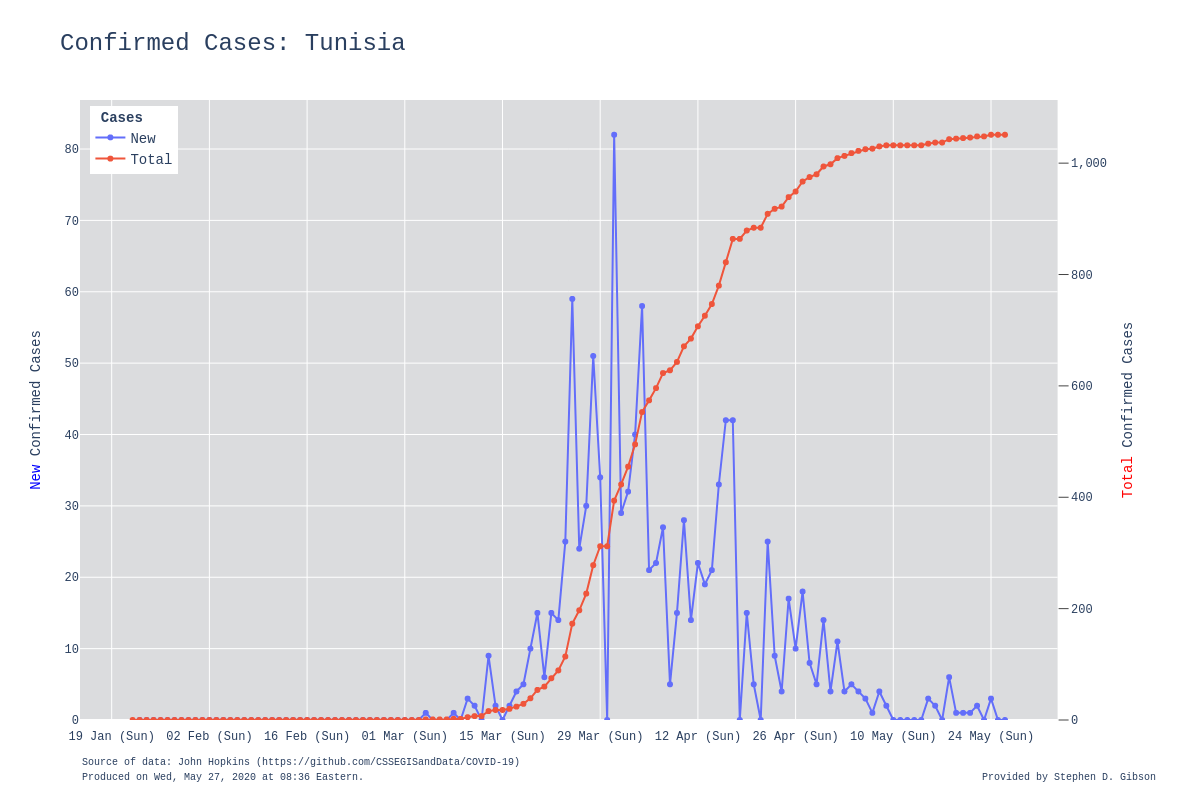 Confirmed Cases: Tunisia
Cases
New
Total
80
70
60
50
40
30
20
10
0
1,000
800
600
400
200
0
New Confirmed Cases
Total Confirmed Cases
19 Jan (Sun) 02 Feb (Sun) 16 Feb (Sun) 01 Mar (Sun) 15 Mar (Sun) 29 Mar (Sun) 12 Apr (Sun) 26 Apr (Sun) 10 May (Sun) 24 May (Sun)
Source of data: John Hopkins (https://github.com/CSSEGISandData/COVID-19)
Produced on Wed, May 27, 2020 at 08:36 Eastern.
Provided by Stephen D. Gibson